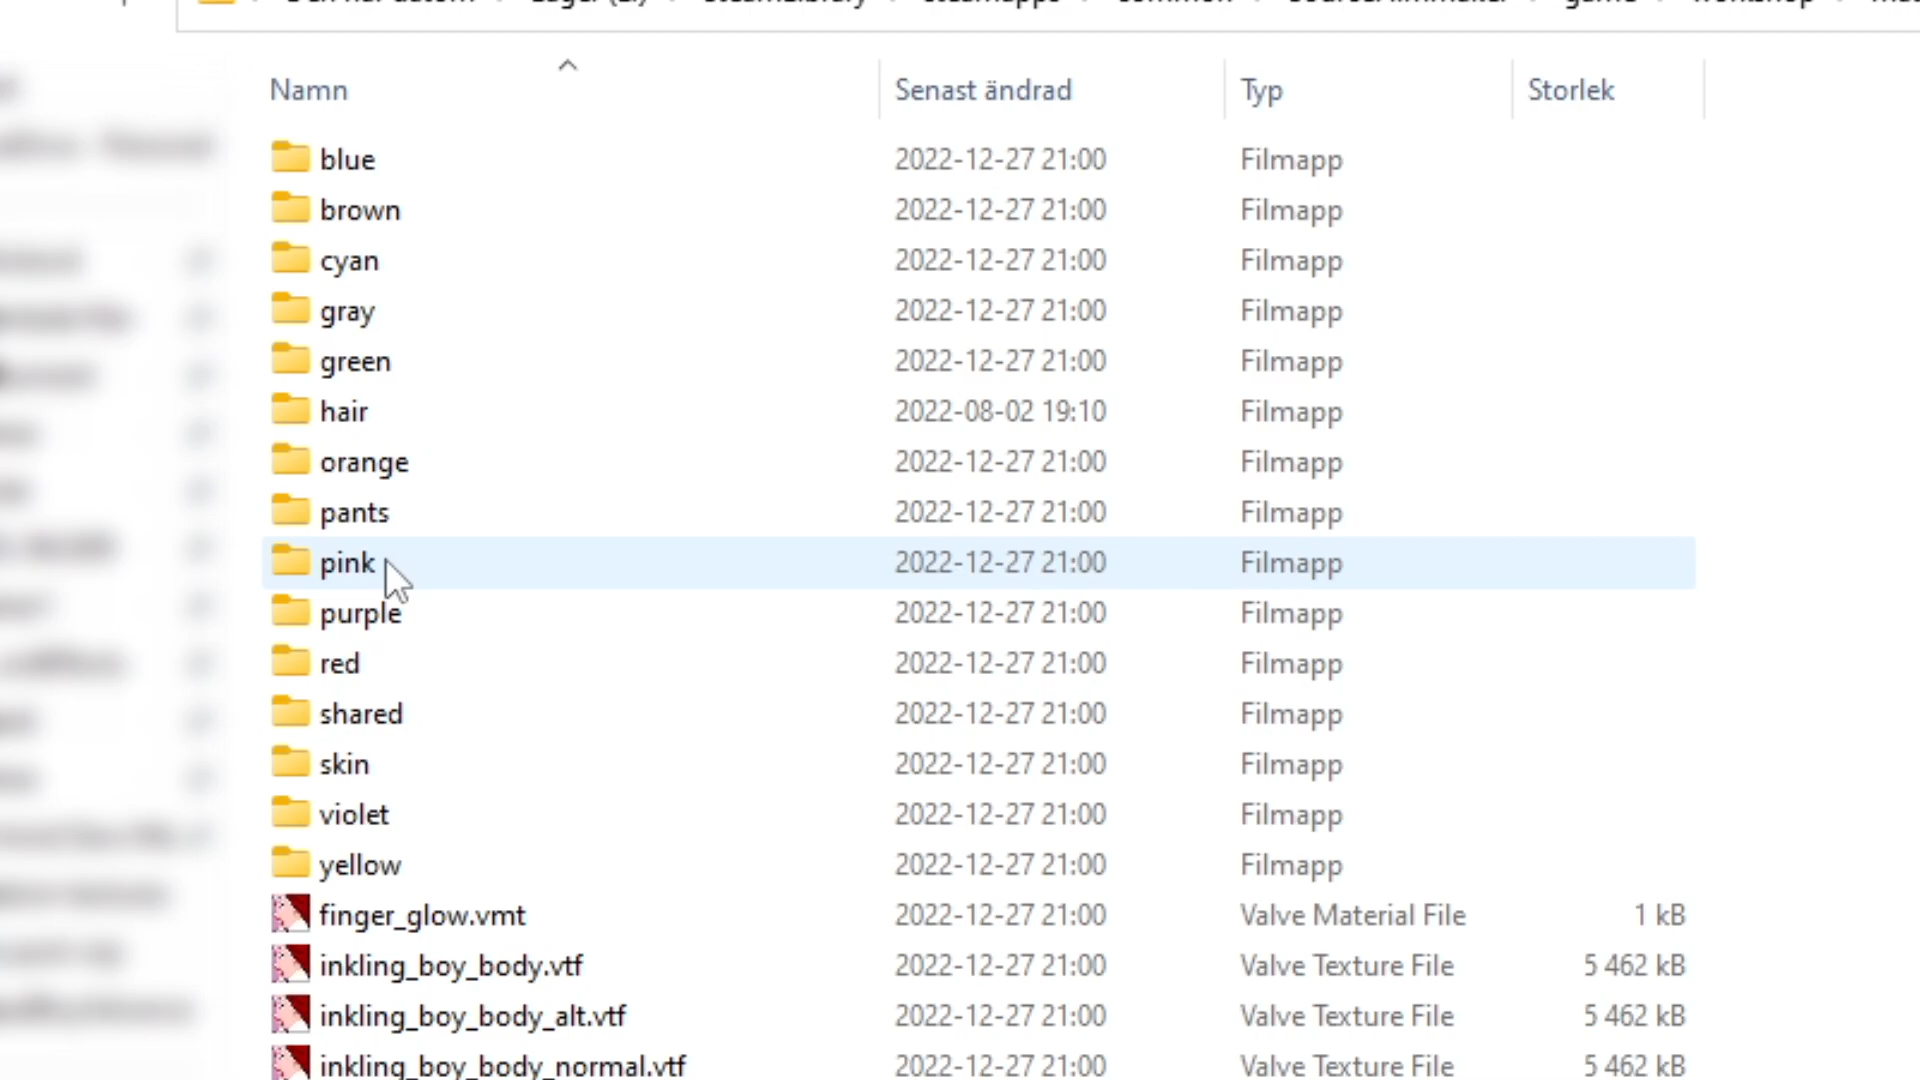 Namn Senast ändrad Typ Storlek
blue 2022-12-27 21:00 Filmapp
brown 2022-12-27 21:00 Filmapp
cyan 2022-12-27 21:00 Filmapp
gray 2022-12-27 21:00 Filmapp
green 2022-12-27 21:00 Filmapp
hair 2022-08-02 19:10 Filmapp
orange 2022-12-27 21:00 Filmapp
pants 2022-12-27 21:00 Filmapp
pink 2022-12-27 21:00 Filmapp
purple 2022-12-27 21:00 Filmapp
red 2022-12-27 21:00 Filmapp
shared 2022-12-27 21:00 Filmapp
skin 2022-12-27 21:00 Filmapp
violet 2022-12-27 21:00 Filmapp
yellow 2022-12-27 21:00 Filmapp
finger_glow.vmt 2022-12-27 21:00 Valve Material File 1 kB
inkling_boy_body.vtf 2022-12-27 21:00 Valve Texture File 5 462 kB
inkling_boy_body_alt.vtf 2022-12-27 21:00 Valve Texture File 5 462 kB
inkling_boy_body_normal.vtf 2022-12-27 21:00 Valve Texture File 5 462 kB